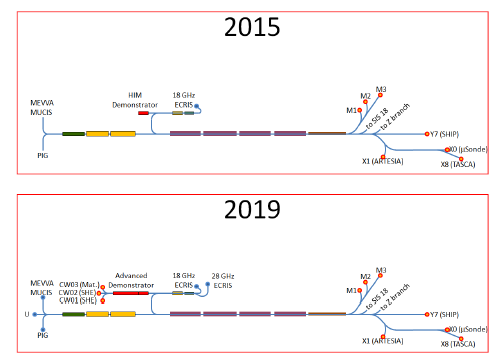 2015
HIM
Demonstrator
18 GHz
ECRIS
MEVVA
MUCIS
PIG
M1
M2
M3
to SIS 18
to Z branch
Y7 (SHIP)
X0 (µSonde)
X1 (ARTESIA)
X8 (TASCA)
2019
MEVVA
MUCIS
CW03 (Mat.)
CW02 (SHE)
CW01 (SHE)
Advanced
Demonstrator
18 GHz
ECRIS
28 GHz
ECRIS
U
PIG
M1
M2
M3
to SIS 18
to Z branch
Y7 (SHIP)
X0 (µSonde)
X1 (ARTESIA)
X8 (TASCA)